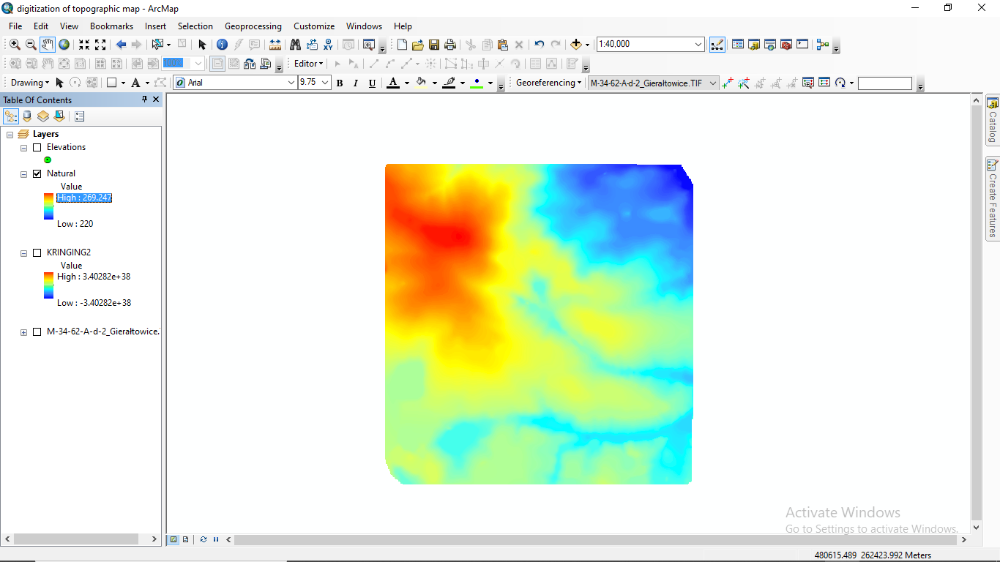 digitization of topographic map - ArcMap
File Edit View Bookmarks Insert Selection Geoprocessing Customize Windows Help
1:40,000
100%
Editor
Drawing Arial 9.75 B I U A Georeferencing M-34-62-A-d-2_Gierałtowice.TIF
Table Of Contents
Layers
Elevations
Natural
Value
High : 269.247
Low : 220
KRINGING2
Value
High : 3.40282e+38
Low : -3.40282e+38
M-34-62-A-d-2_Gierałtowice.
Catalog
Create Features
Activate Windows
Go to Settings to activate Windows.
480615.489 262423.992 Meters